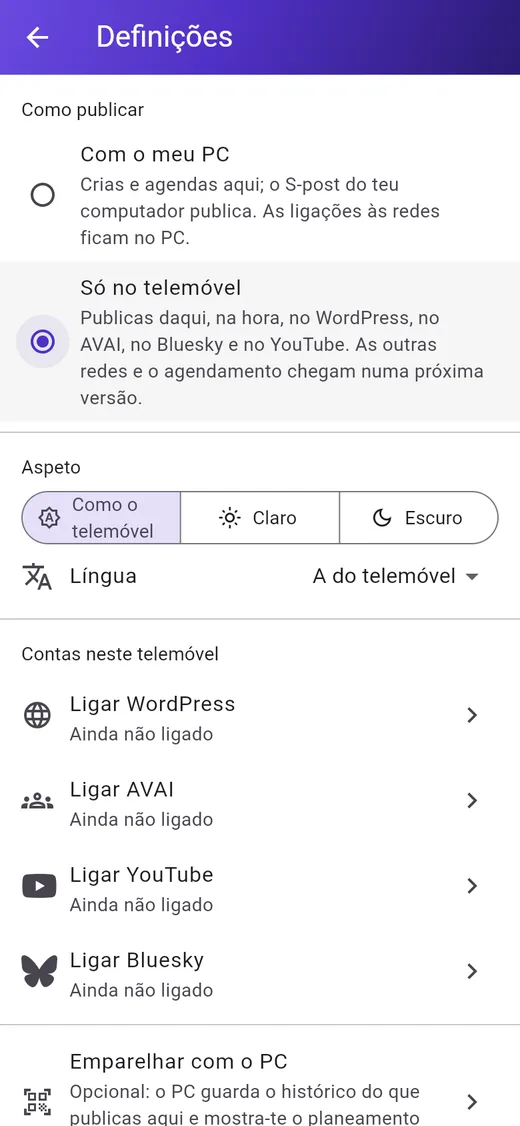 Definições
Como publicar
Com o meu PC
Crias e agendas aqui; o S-post do teu
computador publica. As ligações às redes
ficam no PC.
Só no telemóvel
Publicas daqui, na hora, no WordPress, no
AVAI, no Bluesky e no YouTube. As outras
redes e o agendamento chegam numa próxima
versão.
Aspeto
Como o
telemóvel
Claro
Escuro
Língua
A do telemóvel
Contas neste telemóvel
Ligar WordPress
Ainda não ligado
Ligar AVAI
Ainda não ligado
Ligar YouTube
Ainda não ligado
Ligar Bluesky
Ainda não ligado
Emparelhar com o PC
Opcional: o PC guarda o histórico do que
publicas aqui e mostra-te o planeamento